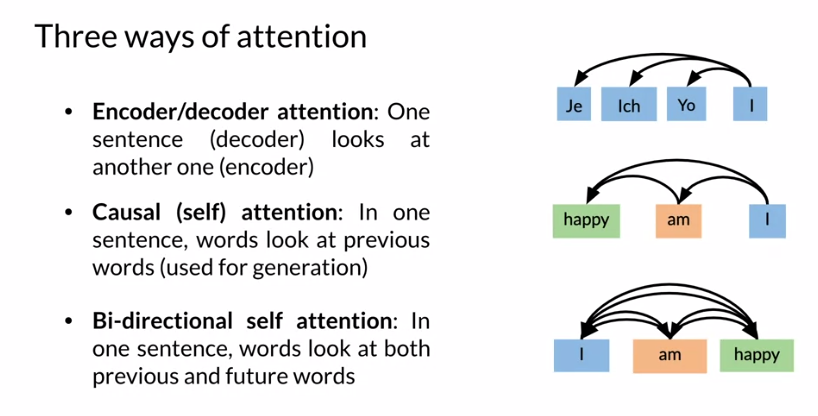 Three ways of attention
• Encoder/decoder attention: One
sentence (decoder) looks at
another one (encoder)
Je Ich Yo I
• Causal (self) attention: In one
sentence, words look at previous
words (used for generation)
happy am I
• Bi-directional self attention: In
one sentence, words look at both
previous and future words
I am happy